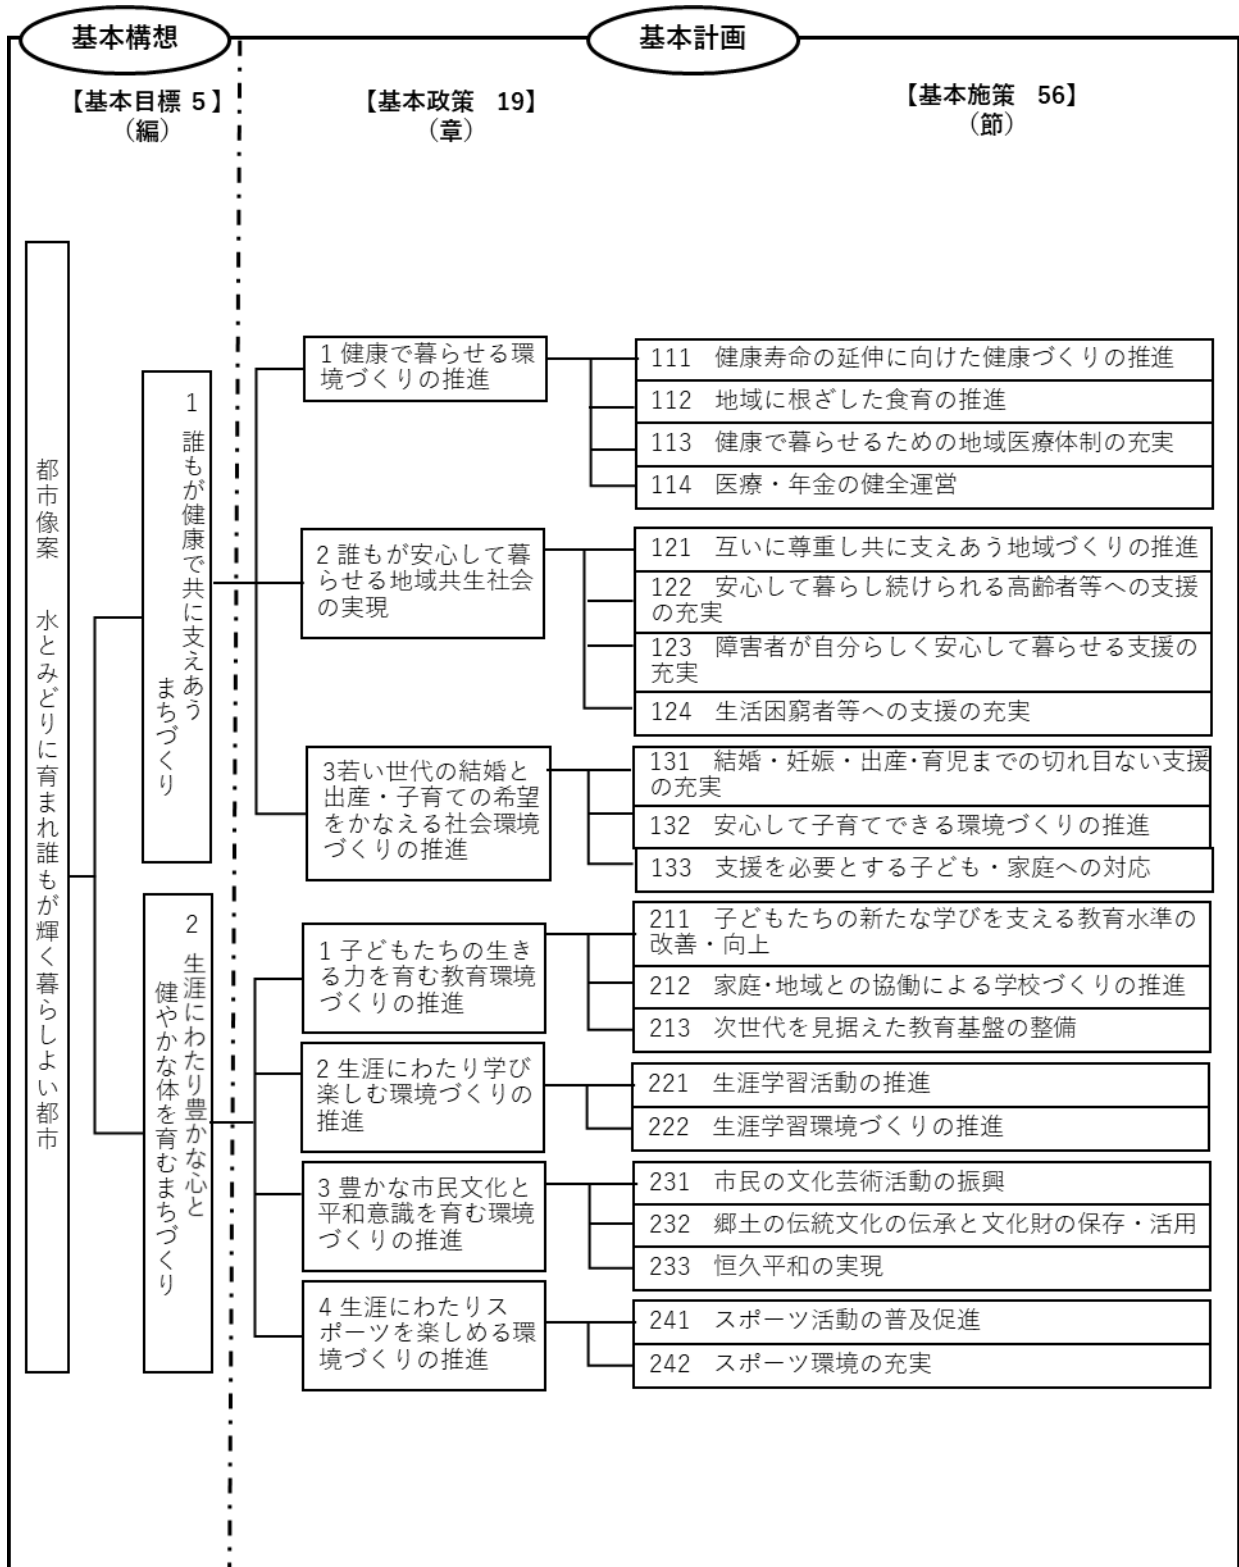 基本構想
基本計画
【基本目標 5】
（編）
【基本政策　19】
（章）
【基本施策　56】
（節）
都市像案　水とみどりに育まれ誰もが輝く暮らしよい都市
1 誰もが健康で共に支えあう
まちづくり
1 健康で暮らせる環
境づくりの推進
111　健康寿命の延伸に向けた健康づくりの推進
112　地域に根ざした食育の推進
113　健康で暮らせるための地域医療体制の充実
114　医療・年金の健全運営
2 誰もが安心して暮
らせる地域共生社会
の実現
121　互いに尊重し共に支えあう地域づくりの推進
122　安心して暮らし続けられる高齢者等への支援
の充実
123　障害者が自分らしく安心して暮らせる支援の
充実
124　生活困窮者等への支援の充実
3若い世代の結婚と
出産・子育ての希望
をかなえる社会環境
づくりの推進
131　結婚・妊娠・出産・育児までの切れ目ない支援
の充実
132　安心して子育てできる環境づくりの推進
133　支援を必要とする子ども・家庭への対応
2 生涯にわたり豊かな心と
健やかな体を育むまちづくり
1 子どもたちの生き
る力を育む教育環境
づくりの推進
211　子どもたちの新たな学びを支える教育水準の
改善・向上
212　家庭・地域との協働による学校づくりの推進
213　次世代を見据えた教育基盤の整備
2 生涯にわたり学び
楽しむ環境づくりの
推進
221　生涯学習活動の推進
222　生涯学習環境づくりの推進
3 豊かな市民文化と
平和意識を育む環境
づくりの推進
231　市民の文化芸術活動の振興
232　郷土の伝統文化の伝承と文化財の保存・活用
233　恒久平和の実現
4 生涯にわたりス
ポーツを楽しめる環
境づくりの推進
241　スポーツ活動の普及促進
242　スポーツ環境の充実